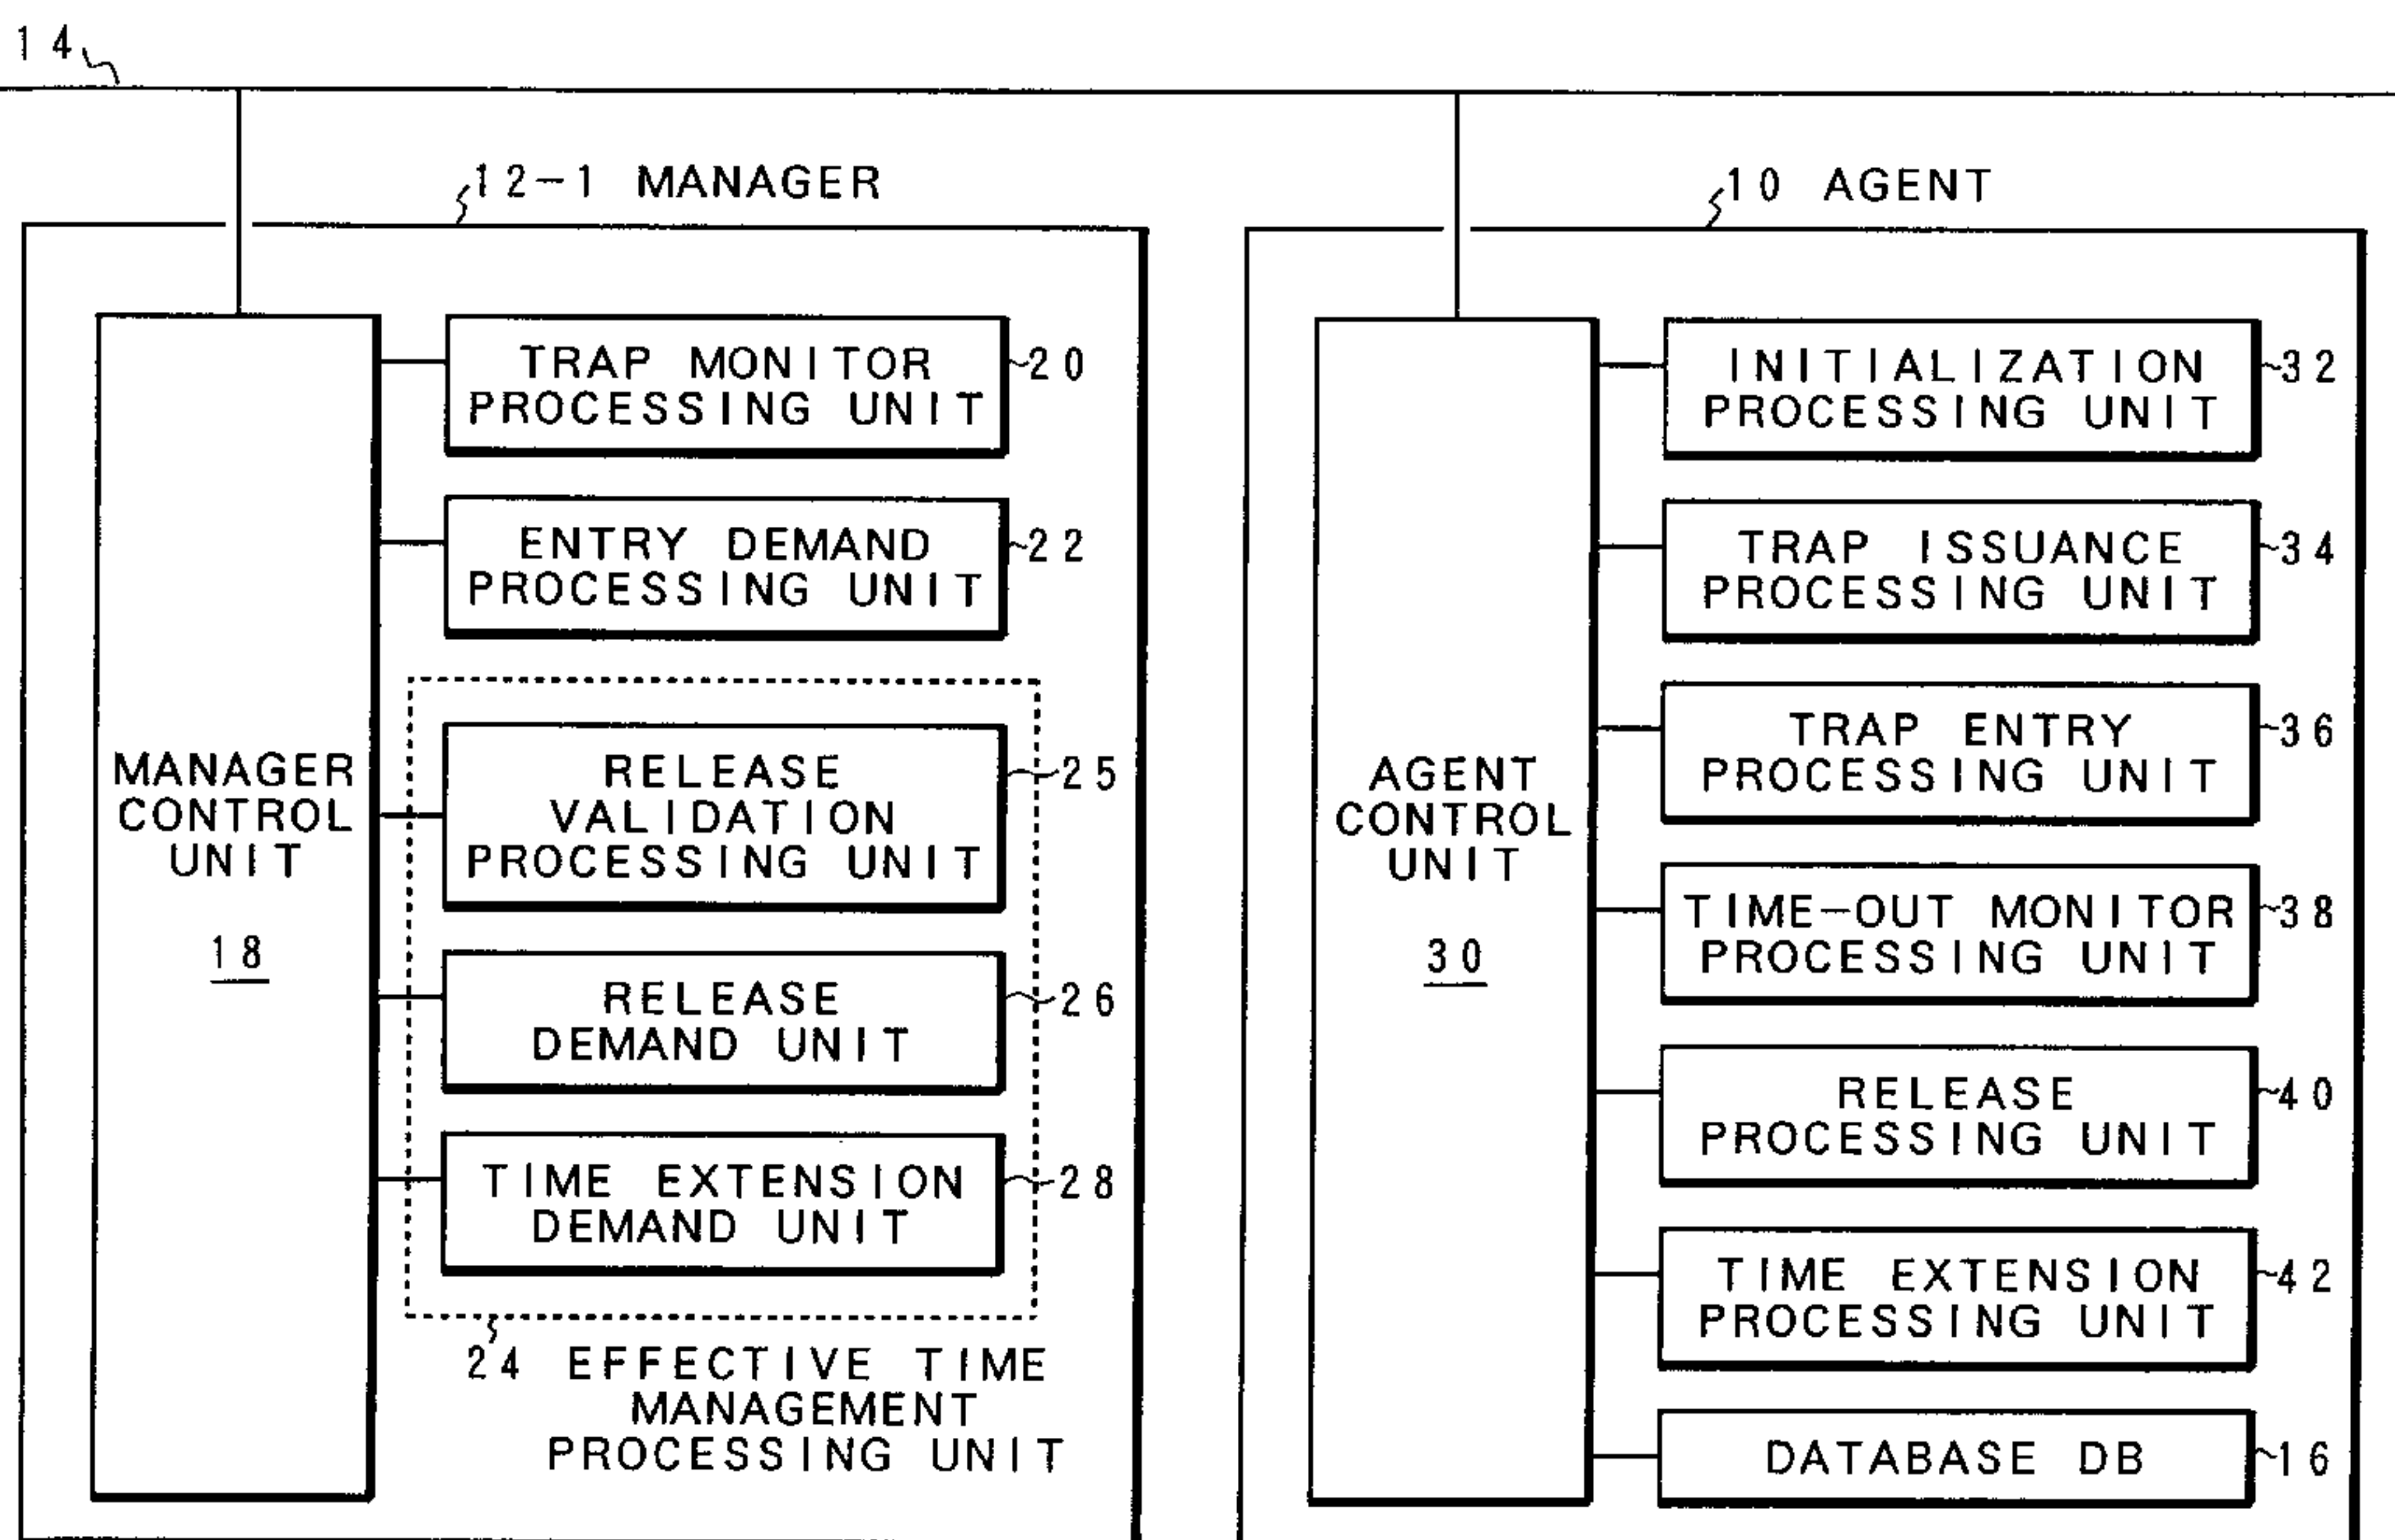 14
12-1 MANAGER
MANAGER
CONTROL
UNIT
18
TRAP MONITOR
PROCESSING UNIT
20
ENTRY DEMAND
PROCESSING UNIT
22
RELEASE
VALIDATION
PROCESSING UNIT
25
RELEASE
DEMAND UNIT
26
TIME EXTENSION
DEMAND UNIT
28
24 EFFECTIVE TIME
MANAGEMENT
PROCESSING UNIT
10 AGENT
AGENT
CONTROL
UNIT
30
INITIALIZATION
PROCESSING UNIT
32
TRAP ISSUANCE
PROCESSING UNIT
34
TRAP ENTRY
PROCESSING UNIT
36
TIME-OUT MONITOR
PROCESSING UNIT
38
RELEASE
PROCESSING UNIT
40
TIME EXTENSION
PROCESSING UNIT
42
DATABASE DB
16